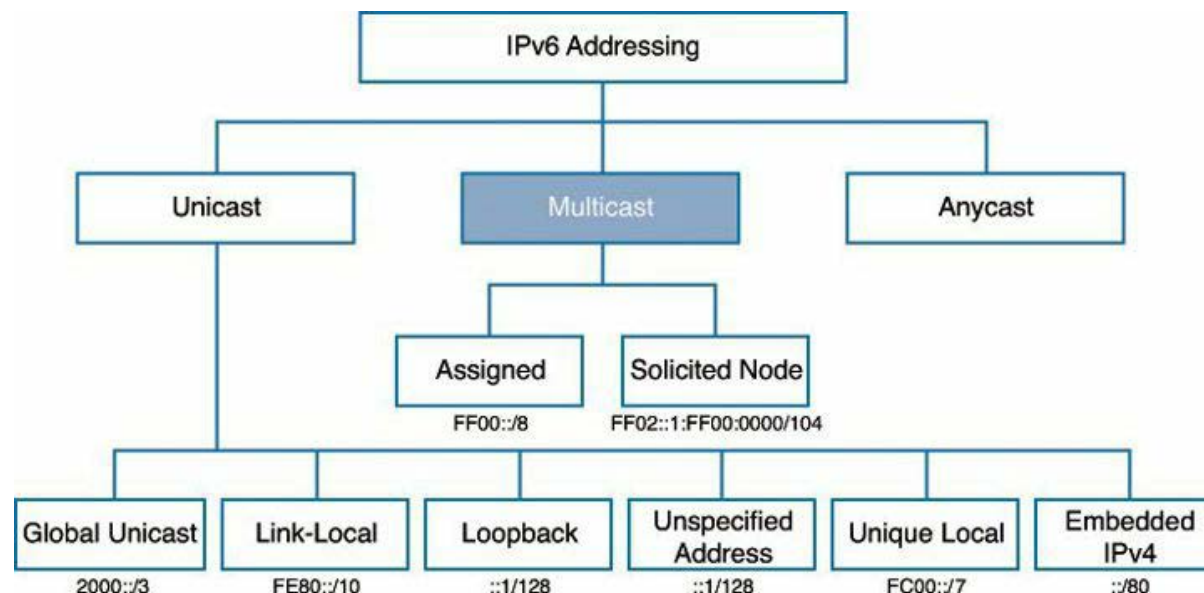 IPv6 Addressing
Unicast
Multicast
Anycast
Assigned
Solicited Node
FF00::/8
FF02::1:FF00:0000/104
Global Unicast
Link-Local
Loopback
Unspecified
Address
Unique Local
Embedded
IPv4
2000::/3
FE80::/10
::1/128
::1/128
FC00::/7
::/80